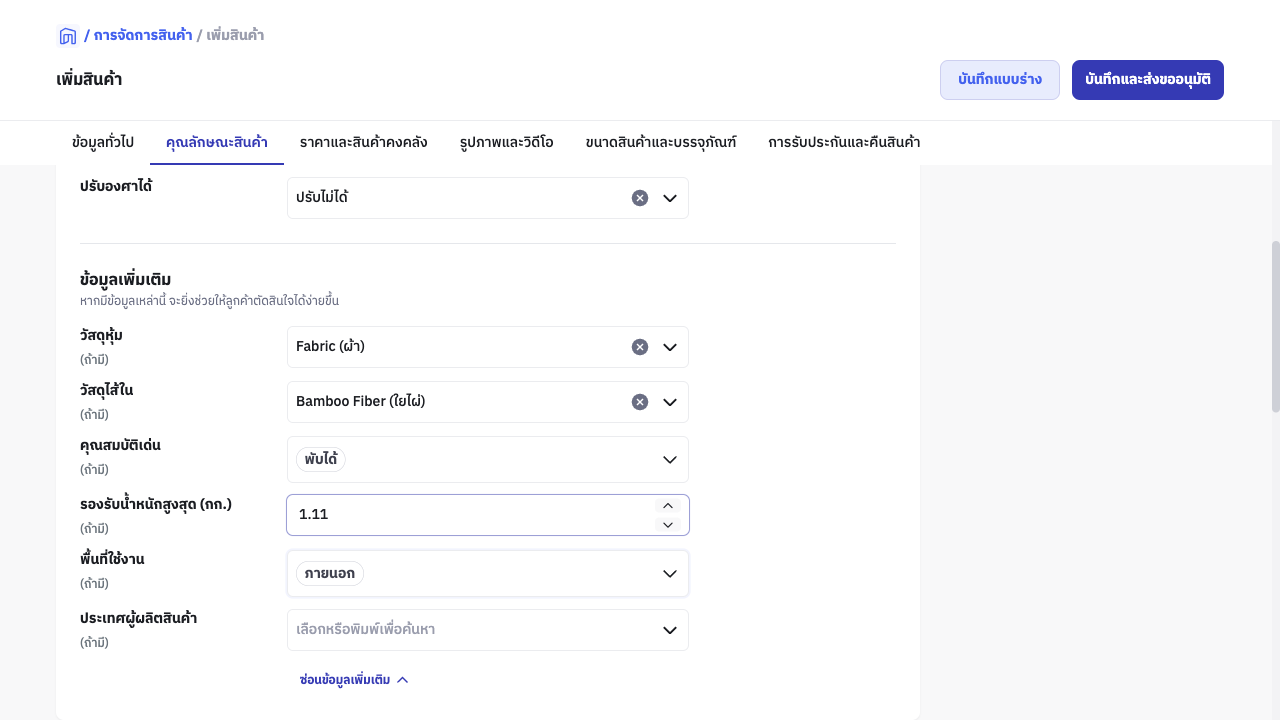 / การจัดการสินค้า / เพิ่มสินค้า
เพิ่มสินค้า
บันทึกแบบร่าง
บันทึกและส่งขออนุมัติ
ข้อมูลทั่วไป คุณลักษณะสินค้า ราคาและสินค้าคงคลัง รูปภาพและวิดีโอ ขนาดสินค้าและบรรจุภัณฑ์ การรับประกันและคืนสินค้า
ปรับองศาได้
ปรับไม่ได้
ข้อมูลเพิ่มเติม
หากมีข้อมูลเหล่านี้ จะยิ่งช่วยให้ลูกค้าตัดสินใจได้ง่ายขึ้น
วัสดุหุ้ม
(ถ้ามี)
Fabric (ผ้า)
วัสดุไส้ใน
(ถ้ามี)
Bamboo Fiber (ใยไผ่)
คุณสมบัติเด่น
(ถ้ามี)
พับได้
รองรับน้ำหนักสูงสุด (กก.)
(ถ้ามี)
1.11
พื้นที่ใช้งาน
(ถ้ามี)
ภายนอก
ประเทศผู้ผลิตสินค้า
(ถ้ามี)
เลือกหรือพิมพ์เพื่อค้นหา
ซ่อนข้อมูลเพิ่มเติม